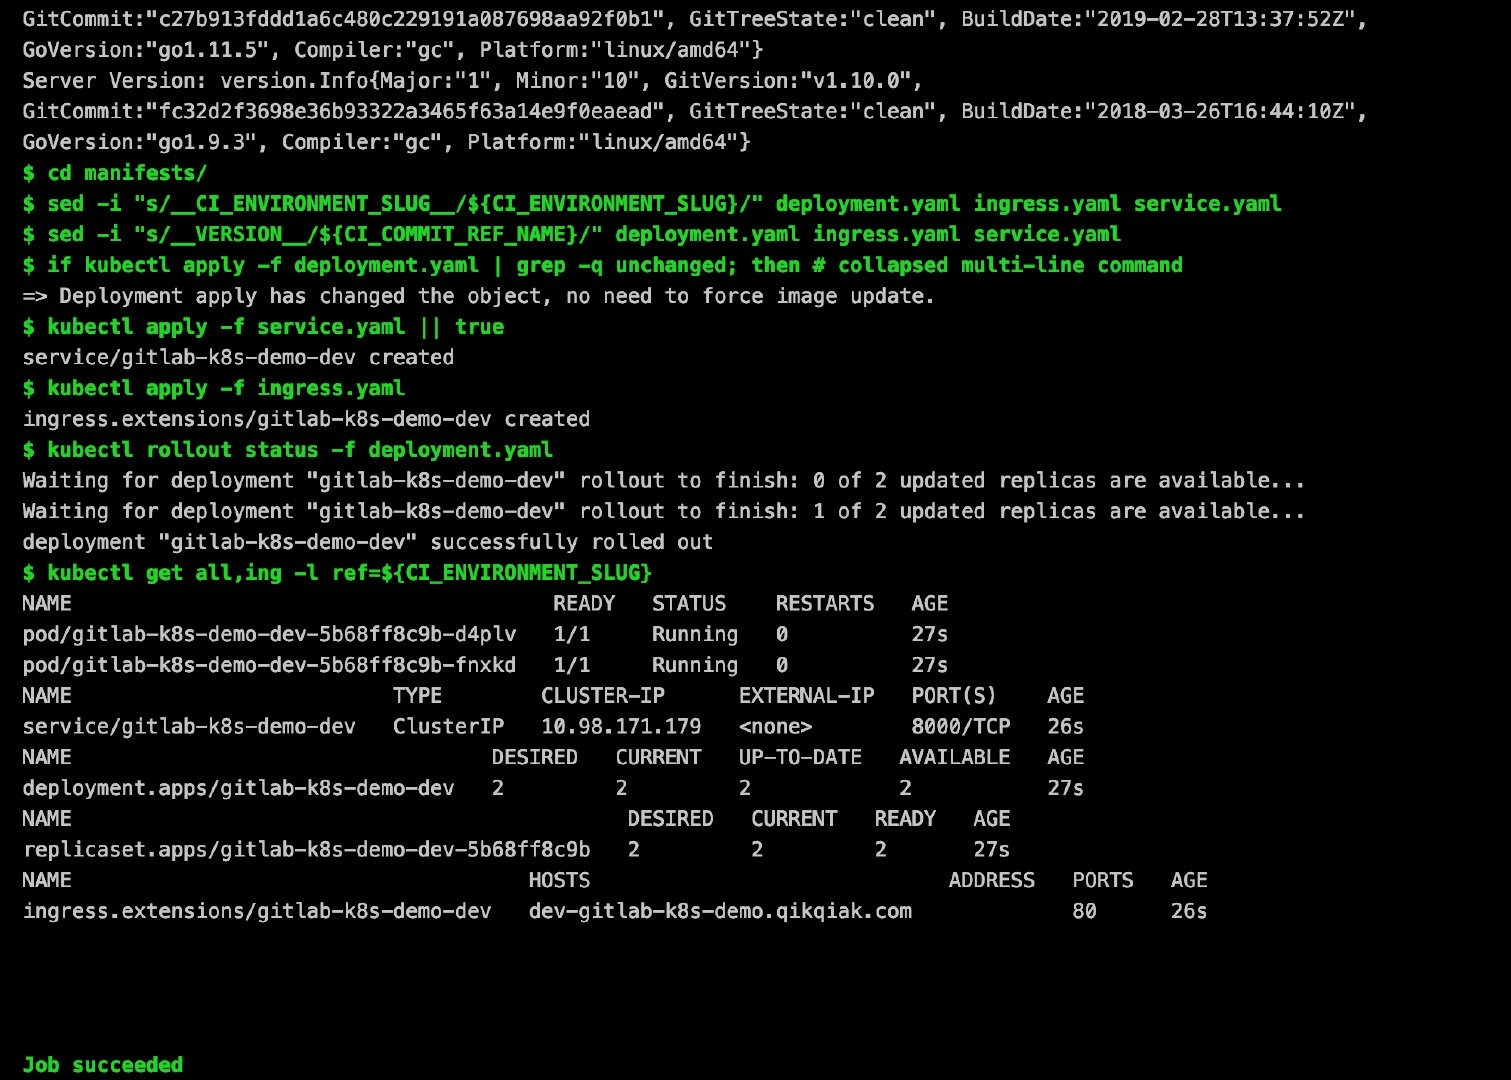 GitCommit:"c27b913fddd1a6c480c229191a087698aa92f0b1", GitTreeState:"clean", BuildDate:"2019-02-28T13:37:52Z",
GoVersion:"go1.11.5", Compiler:"gc", Platform:"linux/amd64"}
Server Version: version.Info{Major:"1", Minor:"10", GitVersion:"v1.10.0",
GitCommit:"fc32d2f3698e36b93322a3465f63a14e9f0eaead", GitTreeState:"clean", BuildDate:"2018-03-26T16:44:10Z",
GoVersion:"go1.9.3", Compiler:"gc", Platform:"linux/amd64"}
$ cd manifests/
$ sed -i "s/__CI_ENVIRONMENT_SLUG__/${CI_ENVIRONMENT_SLUG}/" deployment.yaml ingress.yaml service.yaml
$ sed -i "s/__VERSION__/${CI_COMMIT_REF_NAME}/" deployment.yaml ingress.yaml service.yaml
$ if kubectl apply -f deployment.yaml | grep -q unchanged; then # collapsed multi-line command
=> Deployment apply has changed the object, no need to force image update.
$ kubectl apply -f service.yaml || true
service/gitlab-k8s-demo-dev created
$ kubectl apply -f ingress.yaml
ingress.extensions/gitlab-k8s-demo-dev created
$ kubectl rollout status -f deployment.yaml
Waiting for deployment "gitlab-k8s-demo-dev" rollout to finish: 0 of 2 updated replicas are available...
Waiting for deployment "gitlab-k8s-demo-dev" rollout to finish: 1 of 2 updated replicas are available...
deployment "gitlab-k8s-demo-dev" successfully rolled out
$ kubectl get all,ing -l ref=${CI_ENVIRONMENT_SLUG}
NAME READY STATUS RESTARTS AGE
pod/gitlab-k8s-demo-dev-5b68ff8c9b-d4plv 1/1 Running 0 27s
pod/gitlab-k8s-demo-dev-5b68ff8c9b-fnxkd 1/1 Running 0 27s
NAME TYPE CLUSTER-IP EXTERNAL-IP PORT(S) AGE
service/gitlab-k8s-demo-dev ClusterIP 10.98.171.179 <none> 8000/TCP 26s
NAME DESIRED CURRENT UP-TO-DATE AVAILABLE AGE
deployment.apps/gitlab-k8s-demo-dev 2 2 2 2 27s
NAME DESIRED CURRENT READY AGE
replicaset.apps/gitlab-k8s-demo-dev-5b68ff8c9b 2 2 2 27s
NAME HOSTS ADDRESS PORTS AGE
ingress.extensions/gitlab-k8s-demo-dev dev-gitlab-k8s-demo.qikqiak.com 80 26s
Job succeeded